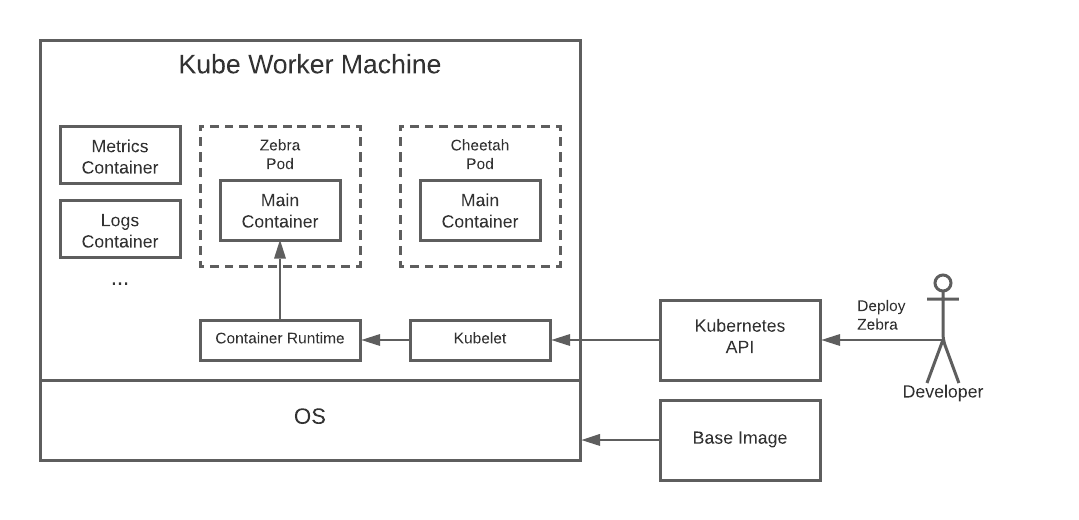 Kube Worker Machine
Metrics
Container
Logs
Container
...
Zebra
Pod
Main
Container
Cheetah
Pod
Main
Container
Container Runtime
Kubelet
Kubernetes
API
Deploy
Zebra
Developer
OS
Base Image